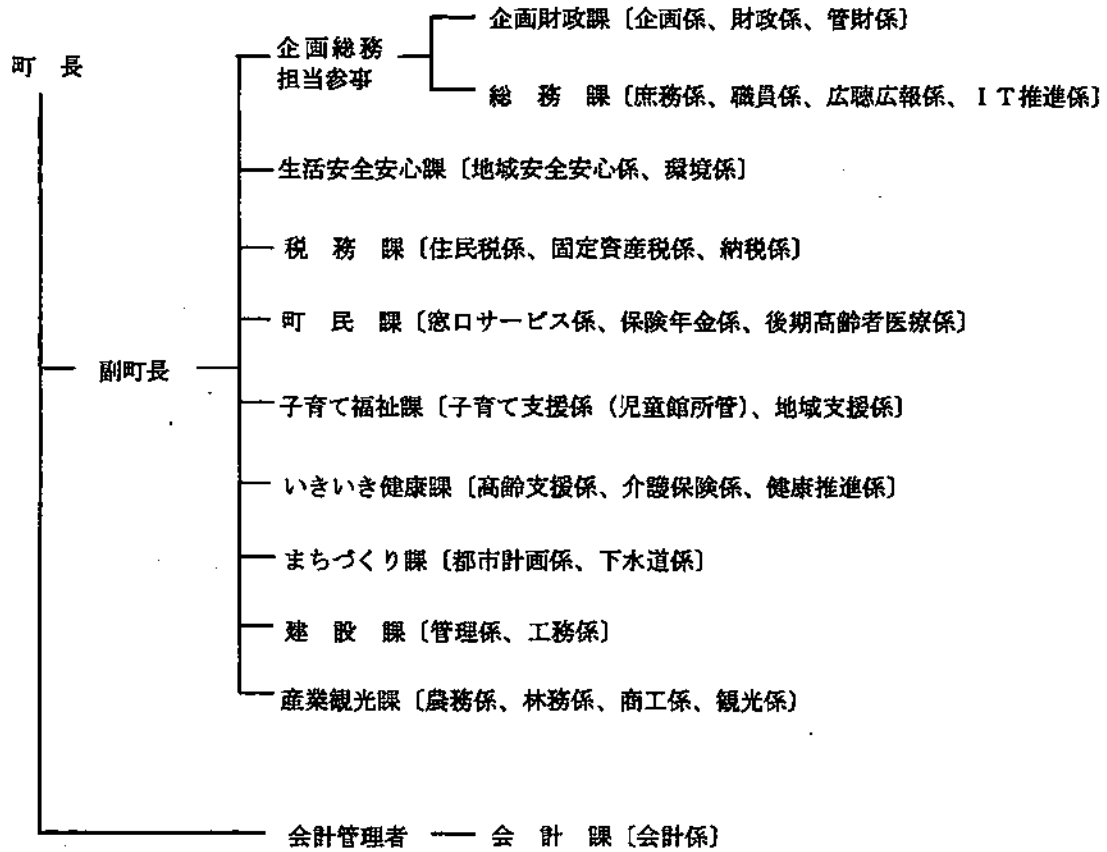 企画財政課〔企画係、財政係、管財係〕
町　長
企画総務
担当参事
総　務　課〔庶務係、職員係、広聴広報係、ＩＴ推進係〕
生活安全安心課〔地域安全安心係、環境係〕
税　務　課〔住民税係、固定資産税係、納税係〕
町　民　課〔窓口サービス係、保険年金係、後期高齢者医療係〕
副町長
子育て福祉課〔子育て支援係（児童館所管）、地域支援係〕
いきいき健康課〔高齢支援係、介護保険係、健康推進係〕
まちづくり課〔都市計画係、下水道係〕
建　設　課〔管理係、工務係〕
産業観光課〔農務係、林務係、商工係、観光係〕
会計管理者　会　計　課〔会計係〕